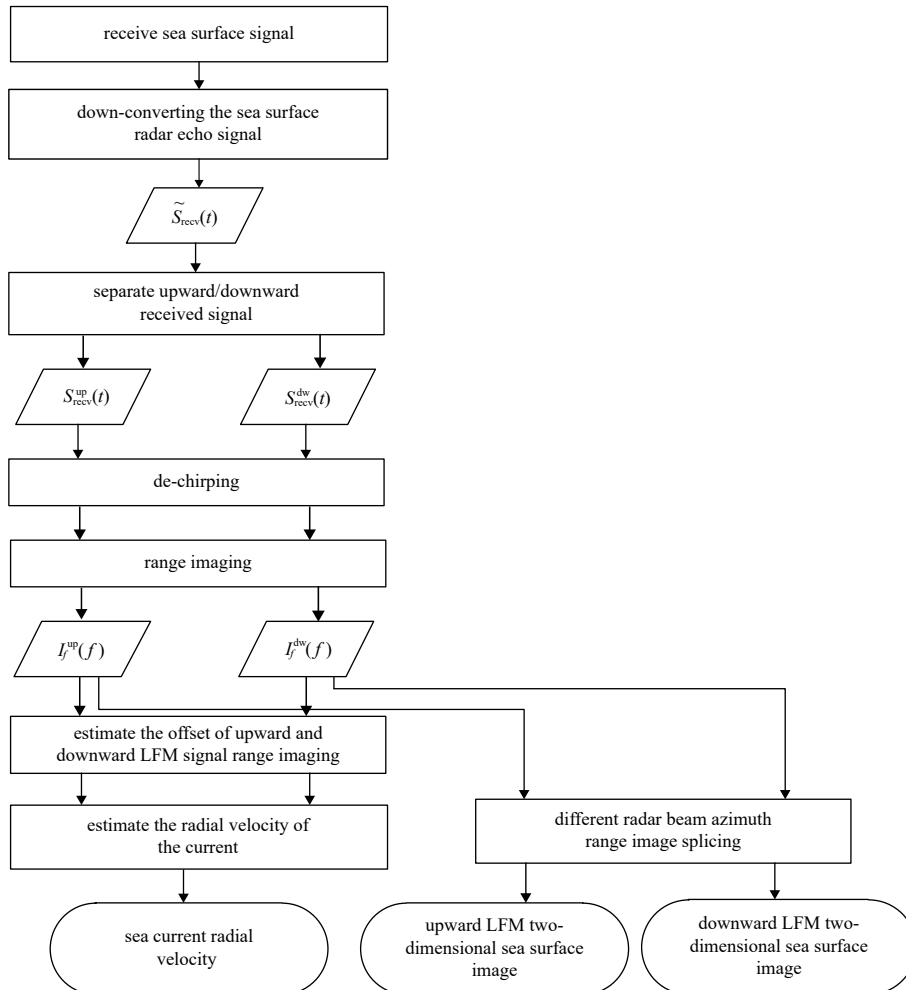 receive sea surface signal
down-converting the sea surface
radar echo signal
S̃recv(t)
separate upward/downward
received signal
S^up_recv(t)
S^dw_recv(t)
de-chirping
range imaging
I^up_f(f)
I^dw_f(f)
estimate the offset of upward and
downward LFM signal range imaging
estimate the radial velocity of
the current
different radar beam azimuth
range image splicing
sea current radial
velocity
upward LFM two-
dimensional sea surface
image
downward LFM two-
dimensional sea surface
image